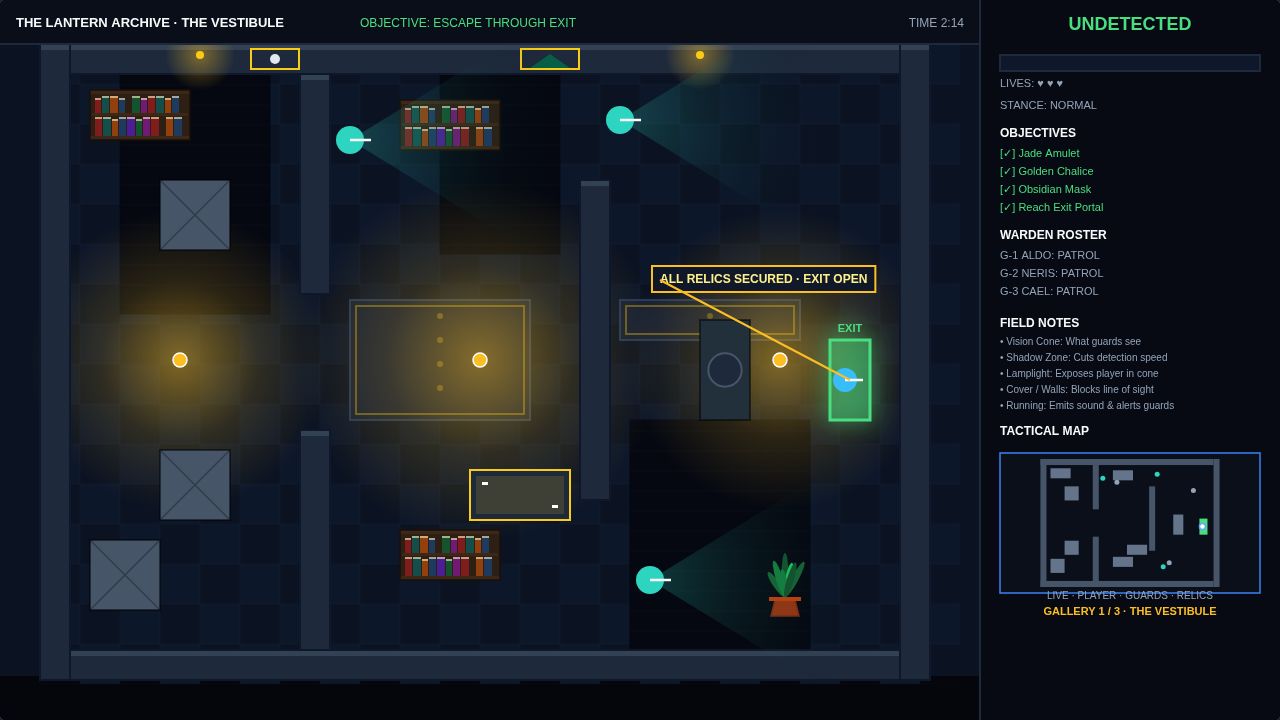 THE LANTERN ARCHIVE · THE VESTIBULE
OBJECTIVE: ESCAPE THROUGH EXIT
TIME 2:14
ALL RELICS SECURED · EXIT OPEN
EXIT
UNDETECTED
LIVES: ♥ ♥ ♥
STANCE: NORMAL
OBJECTIVES
[✓] Jade Amulet
[✓] Golden Chalice
[✓] Obsidian Mask
[✓] Reach Exit Portal
WARDEN ROSTER
G-1 ALDO: PATROL
G-2 NERIS: PATROL
G-3 CAEL: PATROL
FIELD NOTES
• Vision Cone: What guards see
• Shadow Zone: Cuts detection speed
• Lamplight: Exposes player in cone
• Cover / Walls: Blocks line of sight
• Running: Emits sound & alerts guards
TACTICAL MAP
LIVE · PLAYER · GUARDS · RELICS
GALLERY 1 / 3 · THE VESTIBULE